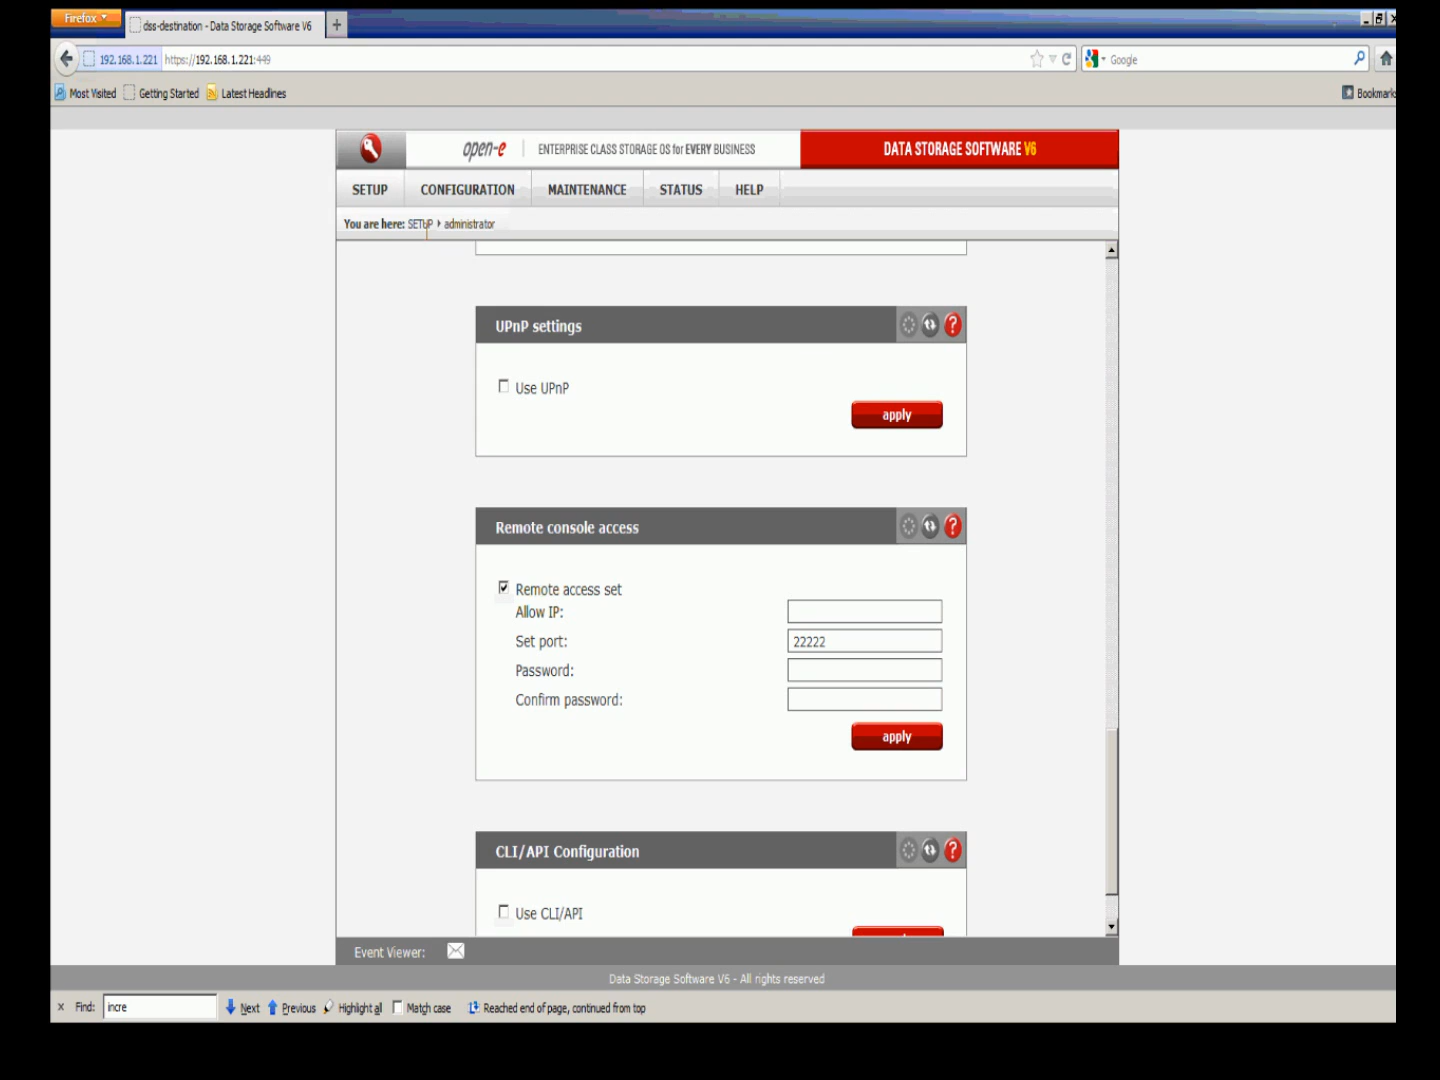 Firefox
dss-destination - Data Storage Software V6
192.168.1.221 https://192.168.1.221:449
Google
Most Visited Getting Started Latest Headlines
Bookmarks
open-e ENTERPRISE CLASS STORAGE OS for EVERY BUSINESS DATA STORAGE SOFTWARE V6
SETUP CONFIGURATION MAINTENANCE STATUS HELP
You are here: SETUP administrator
UPnP settings
Use UPnP
apply
Remote console access
Remote access set
Allow IP:
Set port: 22222
Password:
Confirm password:
apply
CLI/API Configuration
Use CLI/API
Event Viewer:
Data Storage Software V6 - All rights reserved
x Find: incre Next Previous Highlight all Match case Reached end of page, continued from top